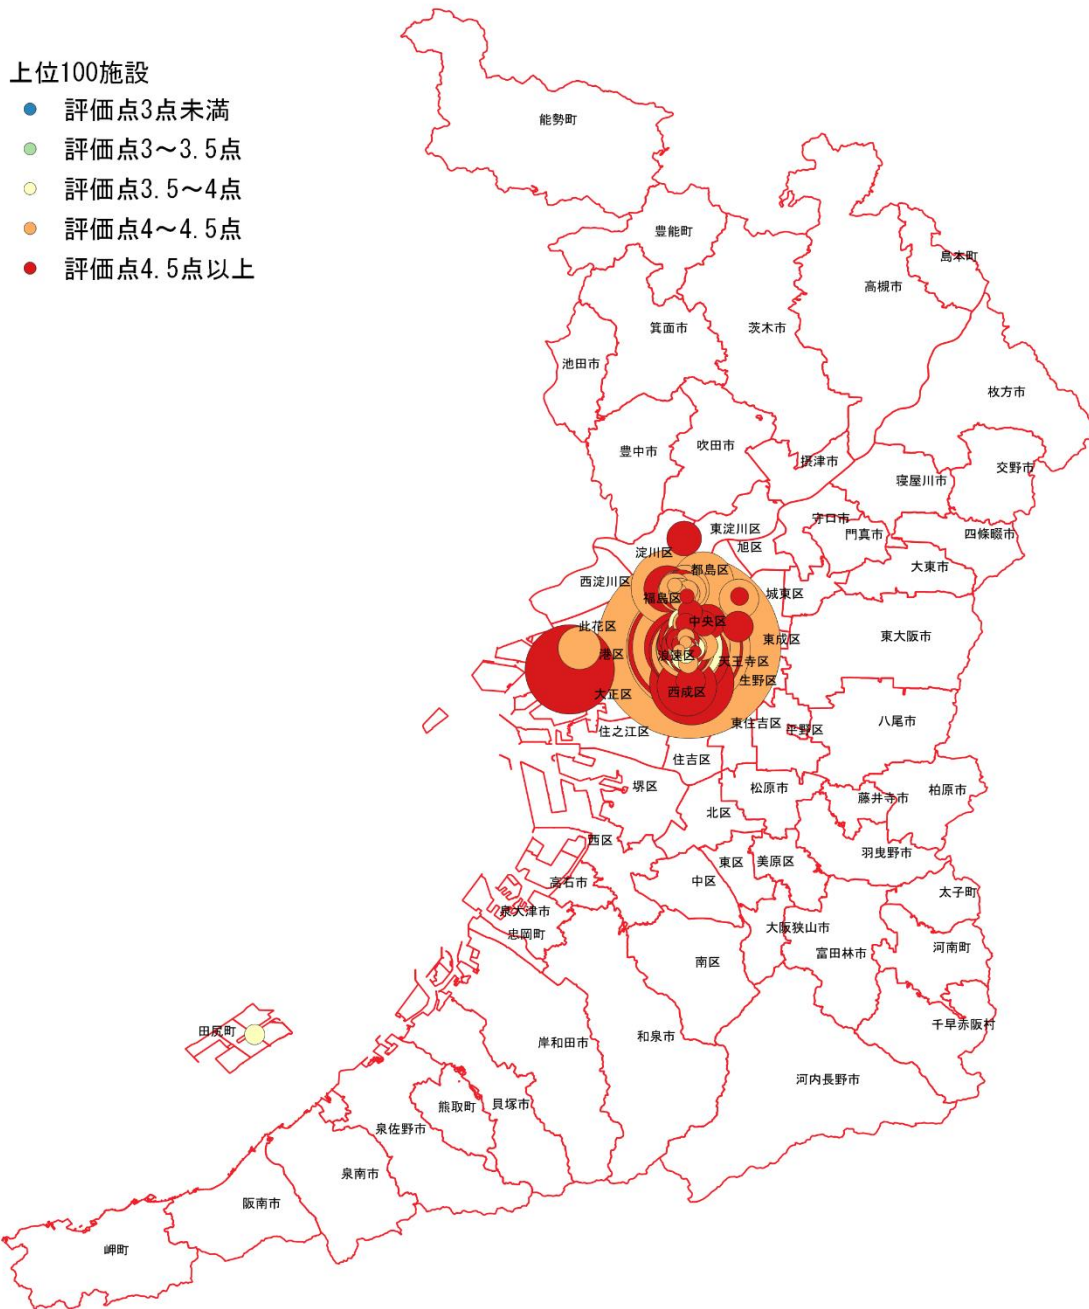 上位100施設
評価点3点未満
評価点3～3.5点
評価点3.5～4点
評価点4～4.5点
評価点4.5点以上
能勢町
豊能町
島本町
高槻市
箕面市
茨木市
池田市
枚方市
豊中市
吹田市
摂津市
寝屋川市
交野市
守口市
門真市
四條畷市
東淀川区
旭区
淀川区
大東市
都島区
西淀川区
城東区
福島区
中央区
此花区
東成区
東大阪市
港区
浪速区
天王寺区
生野区
大正区
西成区
住之江区
東住吉区
平野区
八尾市
住吉区
堺区
松原市
藤井寺市
柏原市
北区
西区
東区
美原区
羽曳野市
高石市
中区
太子町
泉大津市
忠岡町
大阪狭山市
富田林市
河南町
南区
田尻町
岸和田市
和泉市
千早赤阪村
河内長野市
熊取町
貝塚市
泉佐野市
泉南市
阪南市
岬町